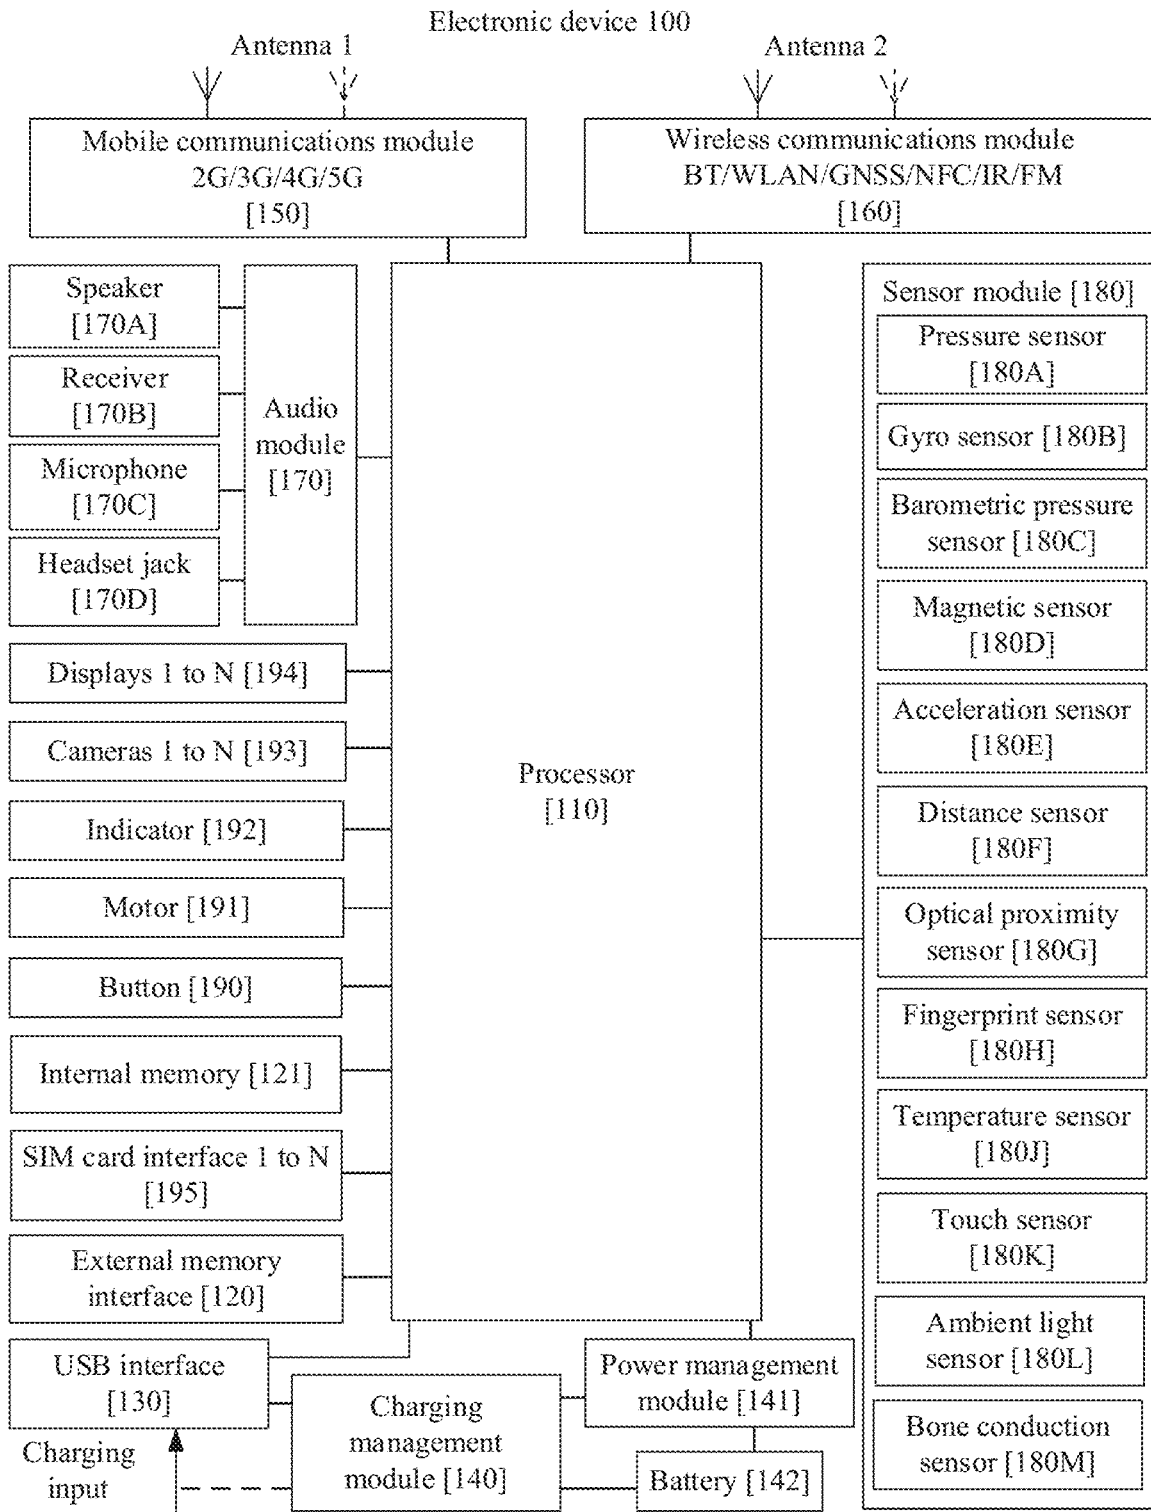 Electronic device 100
Antenna 1
Antenna 2
Mobile communications module
2G/3G/4G/5G
[150]
Wireless communications module
BT/WLAN/GNSS/NFC/IR/FM
[160]
Speaker
[170A]
Receiver
[170B]
Microphone
[170C]
Headset jack
[170D]
Audio
module
[170]
Displays 1 to N [194]
Cameras 1 to N [193]
Indicator [192]
Motor [191]
Button [190]
Internal memory [121]
SIM card interface 1 to N
[195]
External memory
interface [120]
USB interface
[130]
Charging
input
Processor
[110]
Charging
management
module [140]
Power management
module [141]
Battery [142]
Sensor module [180]
Pressure sensor
[180A]
Gyro sensor [180B]
Barometric pressure
sensor [180C]
Magnetic sensor
[180D]
Acceleration sensor
[180E]
Distance sensor
[180F]
Optical proximity
sensor [180G]
Fingerprint sensor
[180H]
Temperature sensor
[180J]
Touch sensor
[180K]
Ambient light
sensor [180L]
Bone conduction
sensor [180M]